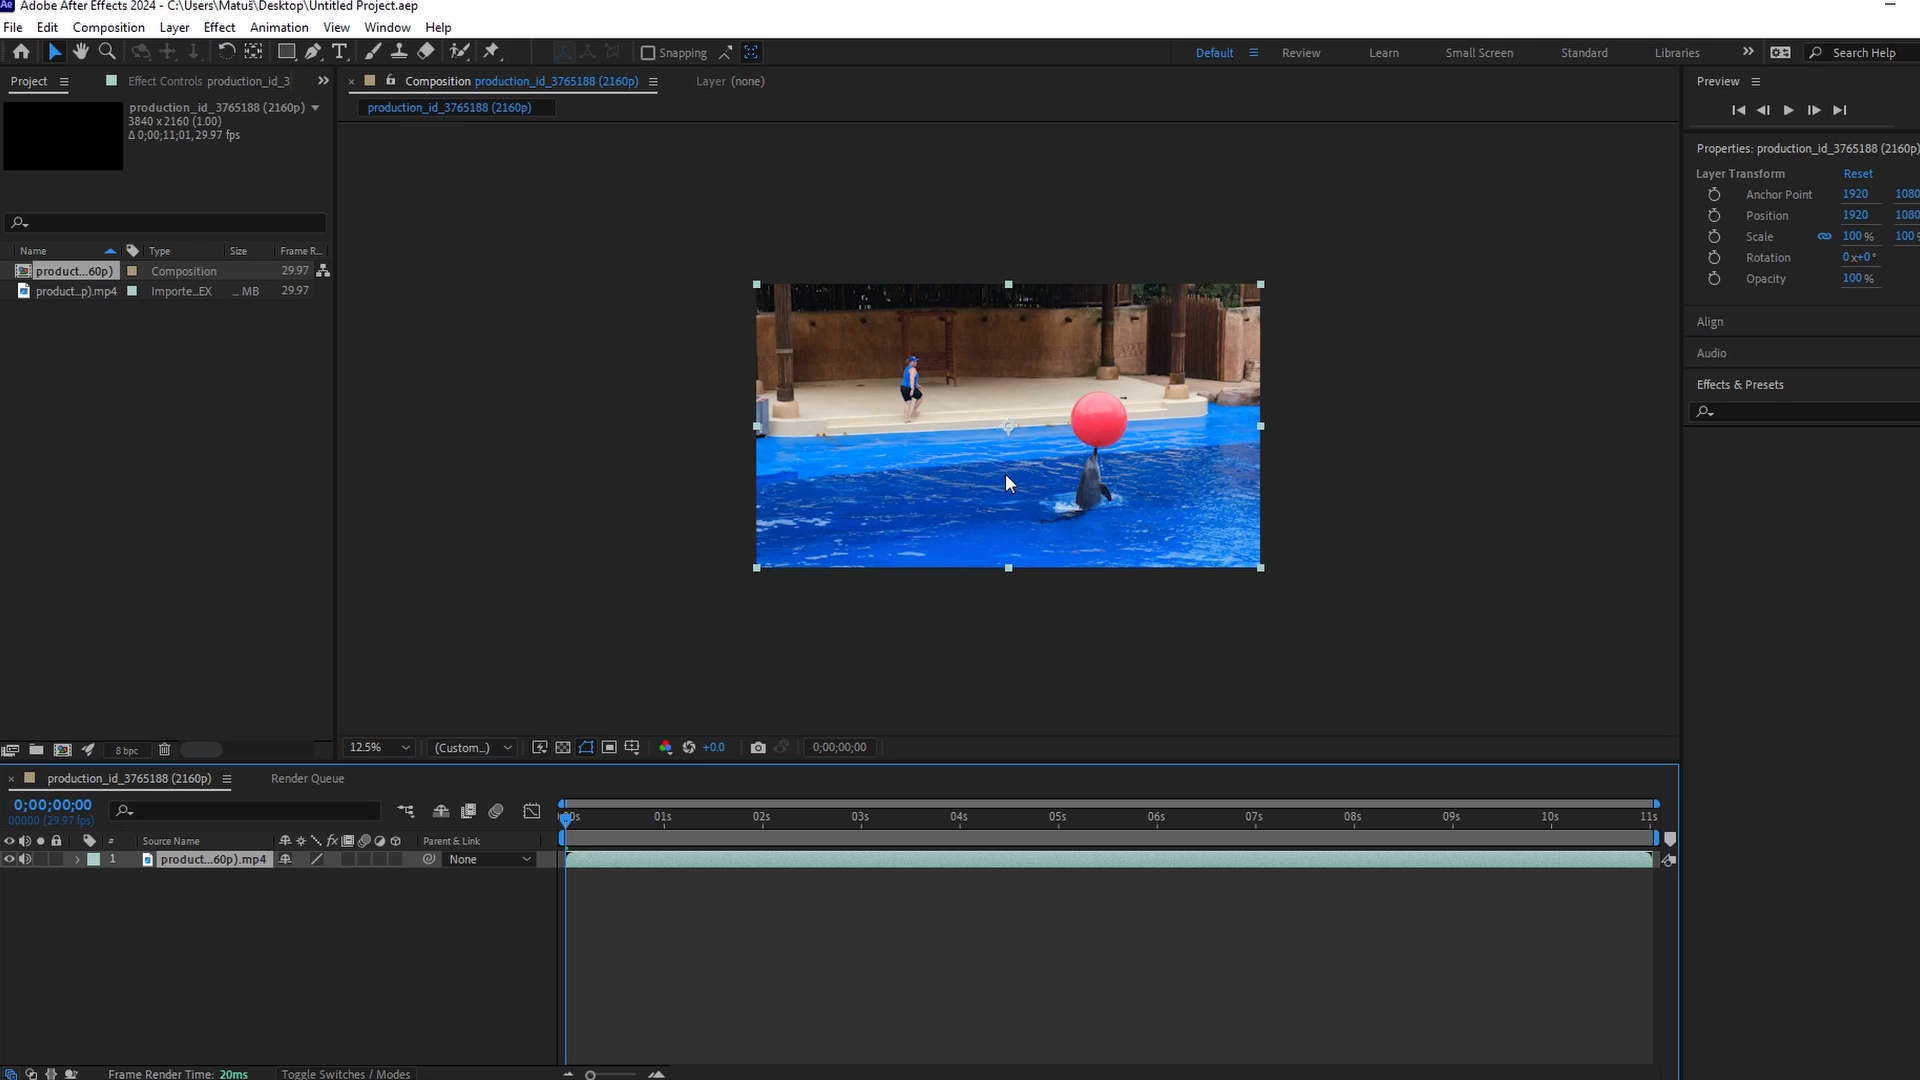 Ae Adobe After Effects 2024 - C:\Users\Matuš\Desktop\Untitled Project.aep
File Edit Composition Layer Effect Animation View Window Help
Snapping
Default Review Learn Small Screen Standard Libraries Search Help
Project Effect Controls production_id_3
Composition production_id_3765188 (2160p) Layer (none)
Preview
production_id_3765188 (2160p)
3840 x 2160 (1.00)
Δ 0;00;11;01, 29.97 fps
production_id_3765188 (2160p)
Properties: production_id_3765188 (2160p)
Layer Transform Reset
Anchor Point 1920 1080
Position 1920 1080
Scale 100 % 100 %
Rotation 0x+0°
Opacity 100 %
Align
Audio
Effects & Presets
Name Type Size Frame R...
product...60p) Composition 29.97
product...p).mp4 Importe...EX ... MB 29.97
8 bpc
12.5% (Custom...) +0.0 0;00;00;00
production_id_3765188 (2160p) Render Queue
0;00;00;00
00000 (29.97 fps)
00s 01s 02s 03s 04s 05s 06s 07s 08s 09s 10s 11s
# Source Name fx Parent & Link
1 product...60p).mp4 None
Frame Render Time: 20ms Toggle Switches / Modes